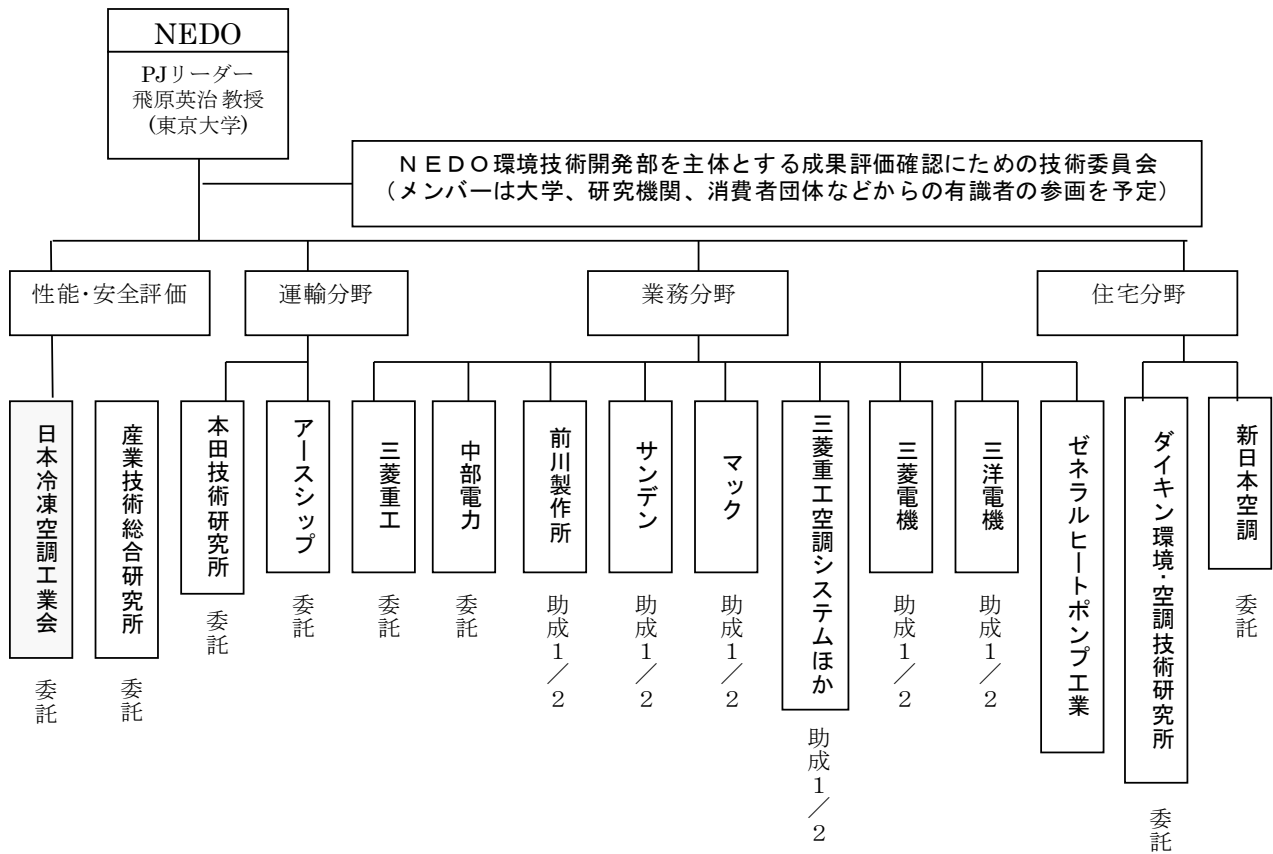 NEDO
PJリーダー
飛原英治 教授
(東京大学)
NEDO環境技術開発部を主体とする成果評価確認にための技術委員会
(メンバーは大学、研究機関、消費者団体などからの有識者の参画を予定)
性能・安全評価
運輸分野
業務分野
住宅分野
日本冷凍空調工業会
委託
産業技術総合研究所
委託
本田技術研究所
委託
アースシップ
委託
三菱重工
委託
中部電力
委託
前川製作所
助成1/2
サンデン
助成1/2
マック
助成1/2
三菱重工空調システムほか
助成1/2
三菱電機
助成1/2
三洋電機
助成1/2
ゼネラルヒートポンプ工業
ダイキン環境・空調技術研究所
委託
新日本空調
委託